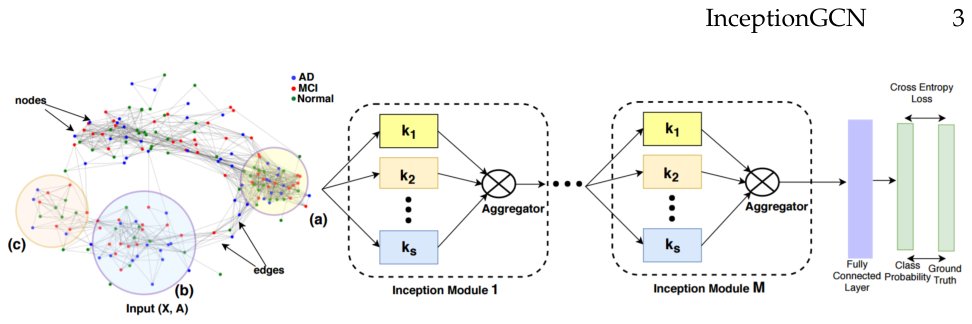 InceptionGCN 3
nodes
AD
MCI
Normal
(a)
(c)
(b)
edges
Input (X, A)
k1
k2
ks
Aggregator
Inception Module 1
k1
k2
ks
Aggregator
Inception Module M
Fully
Connected
Layer
Cross Entropy
Loss
Class
Probability
Ground
Truth